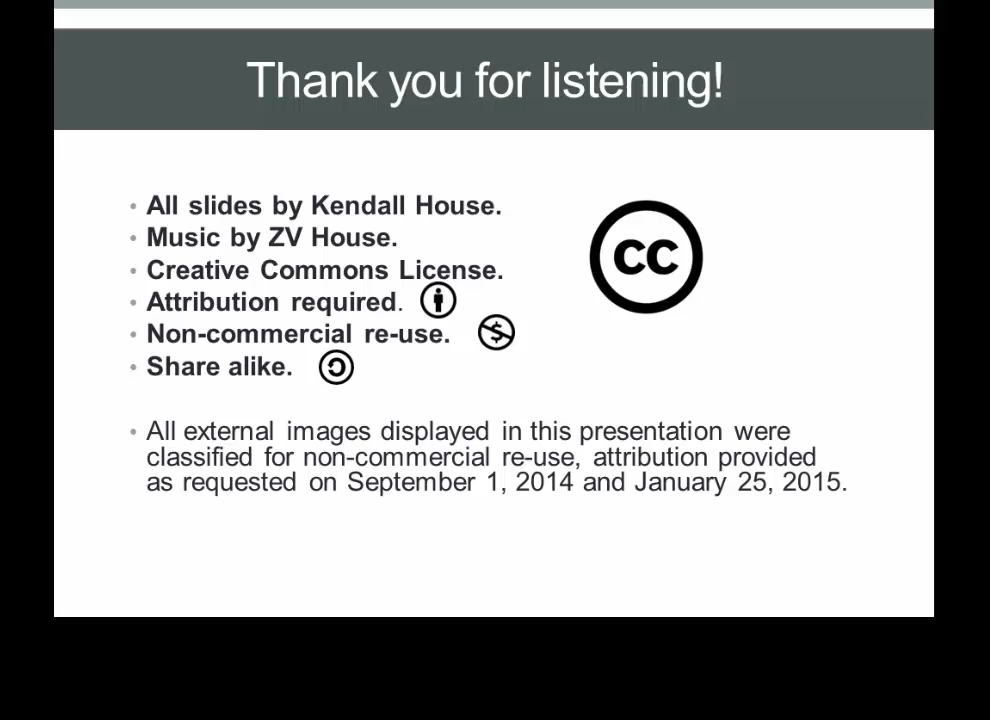 Thank you for listening!
• All slides by Kendall House.
• Music by ZV House.
• Creative Commons License.
• Attribution required.
• Non-commercial re-use.
• Share alike.
cc
• All external images displayed in this presentation were
classified for non-commercial re-use, attribution provided
as requested on September 1, 2014 and January 25, 2015.